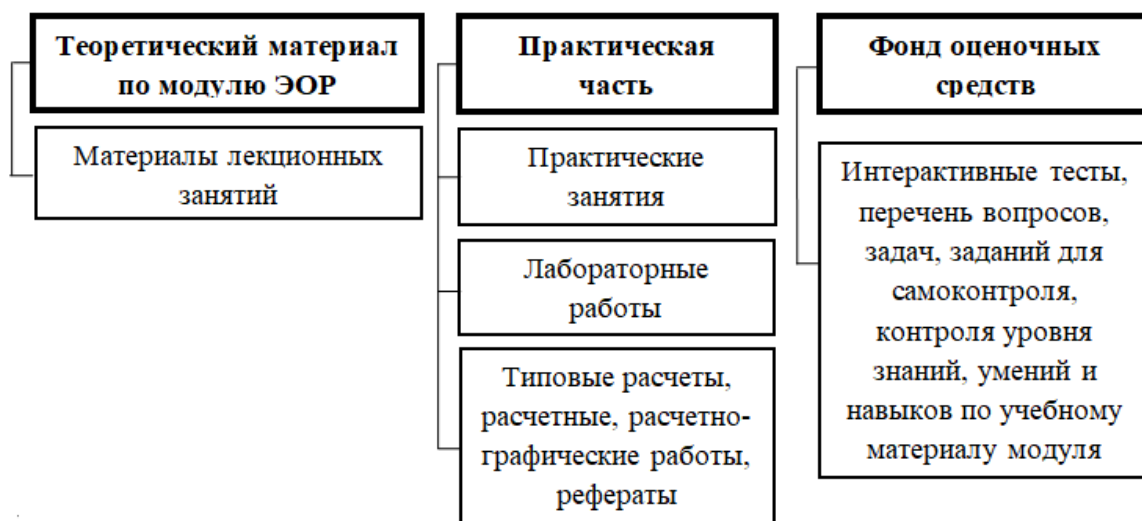 Теоретический материал
по модулю ЭОР
Материалы лекционных
занятий
Практическая
часть
Практические
занятия
Лабораторные
работы
Типовые расчеты,
расчетные, расчетно-
графические работы,
рефераты
Фонд оценочных
средств
Интерактивные тесты,
перечень вопросов,
задач, заданий для
самоконтроля,
контроля уровня
знаний, умений и
навыков по учебному
материалу модуля